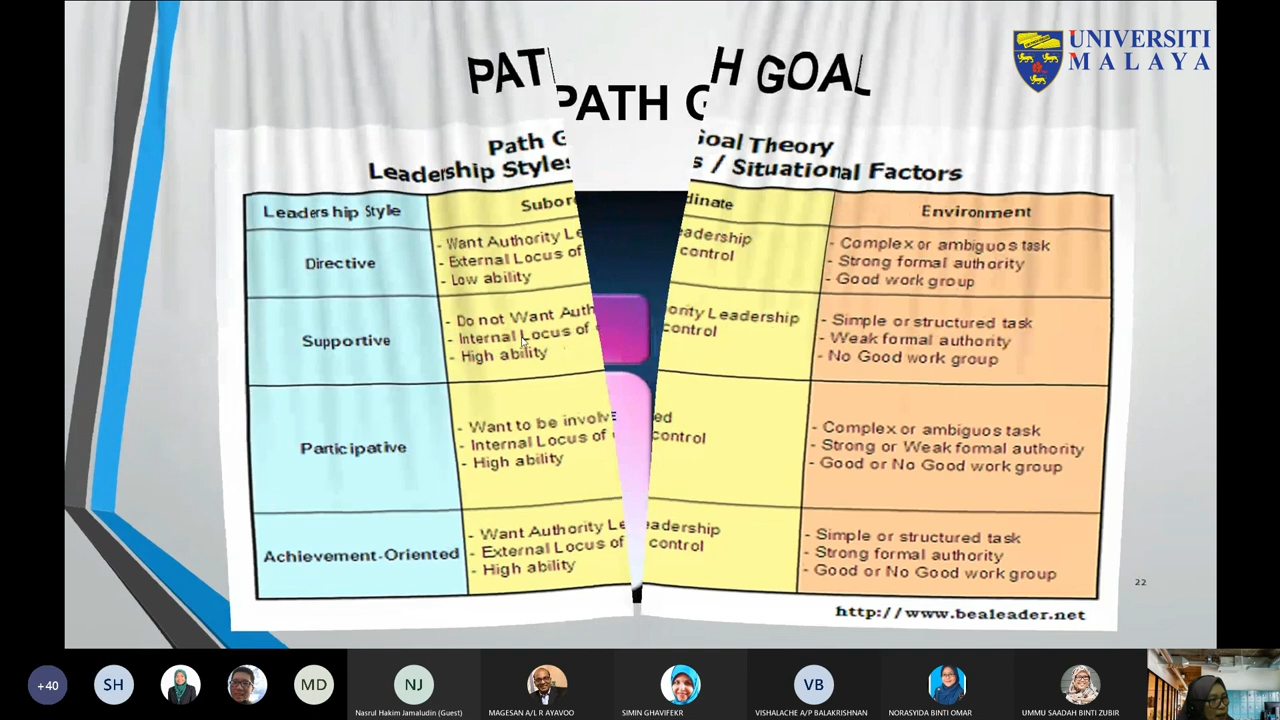 UNIVERSITI
MALAYA
PAT H GOAL
PATH G
Path G Goal Theory
Leadership Styles s / Situational Factors
Leadership Style Subor dinate Environment
Directive
- Want Authority Le eadership
- External Locus of control
- Low ability
- Complex or ambiguos task
- Strong formal authority
- Good work group
Supportive
- Do not Want Auth ority Leadership
- Internal Locus of c control
- High ability
- Simple or structured task
- Weak formal authority
- No Good work group
Participative
- Want to be involve ed
- Internal Locus of control
- High ability
- Complex or ambiguos task
- Strong or Weak formal authority
- Good or No Good work group
Achievement-Oriented
- Want Authority Le eadership
- External Locus of control
- High ability
- Simple or structured task
- Strong formal authority
- Good or No Good work group
22
http://www.bealeader.net
+40
SH
MD
NJ
VB
Nasrul Hakim Jamaludin (Guest)
MAGESAN A/L R AYAVOO
SIMIN GHAVIFEKR
VISHALACHE A/P BALAKRISHNAN
NORASYIDA BINTI OMAR
UMMU SAADAH BINTI ZUBIR